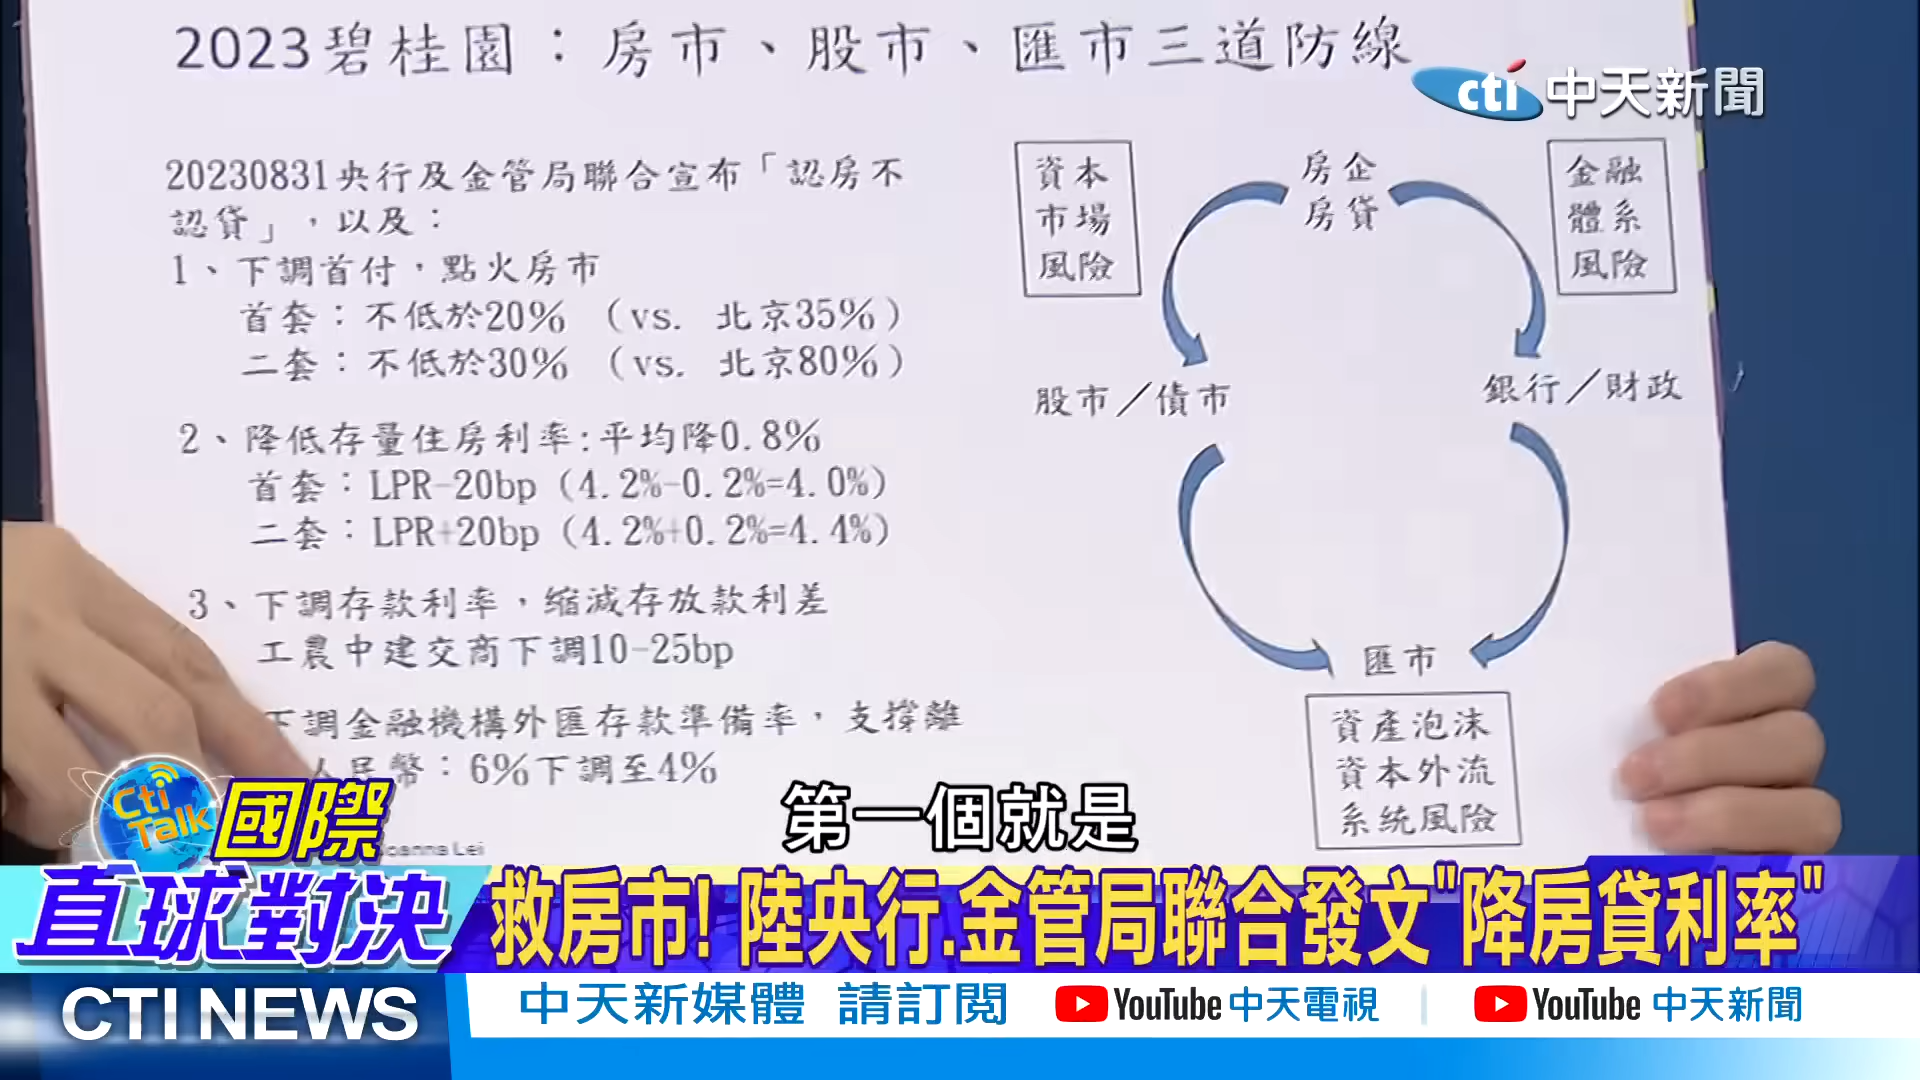 2023碧桂園：房市、股市、匯市三道防線
cti 中天新聞
20230831央行及金管局聯合宣布「認房不
認貸」，以及：
1、下調首付，點火房市
首套：不低於20% （vs. 北京35%）
二套：不低於30% （vs. 北京80%）
2、降低存量住房利率:平均降0.8%
首套：LPR-20bp (4.2%-0.2%=4.0%)
二套：LPR+20bp (4.2%+0.2%=4.4%)
3、下調存款利率，縮減存放款利差
工農中建交商下調10-25bp
下調金融機構外匯存款準備率，支撐離
人民幣：6%下調至4%
資本
市場
風險
房企
房貸
金融
體系
風險
股市／債市
銀行／財政
匯市
資產泡沫
資本外流
系統風險
Joanna Lei
第一個就是
Cti Talk
國際
直球對決
救房市! 陸央行.金管局聯合發文"降房貸利率"
CTI NEWS
中天新媒體 請訂閱 YouTube 中天電視 | YouTube 中天新聞